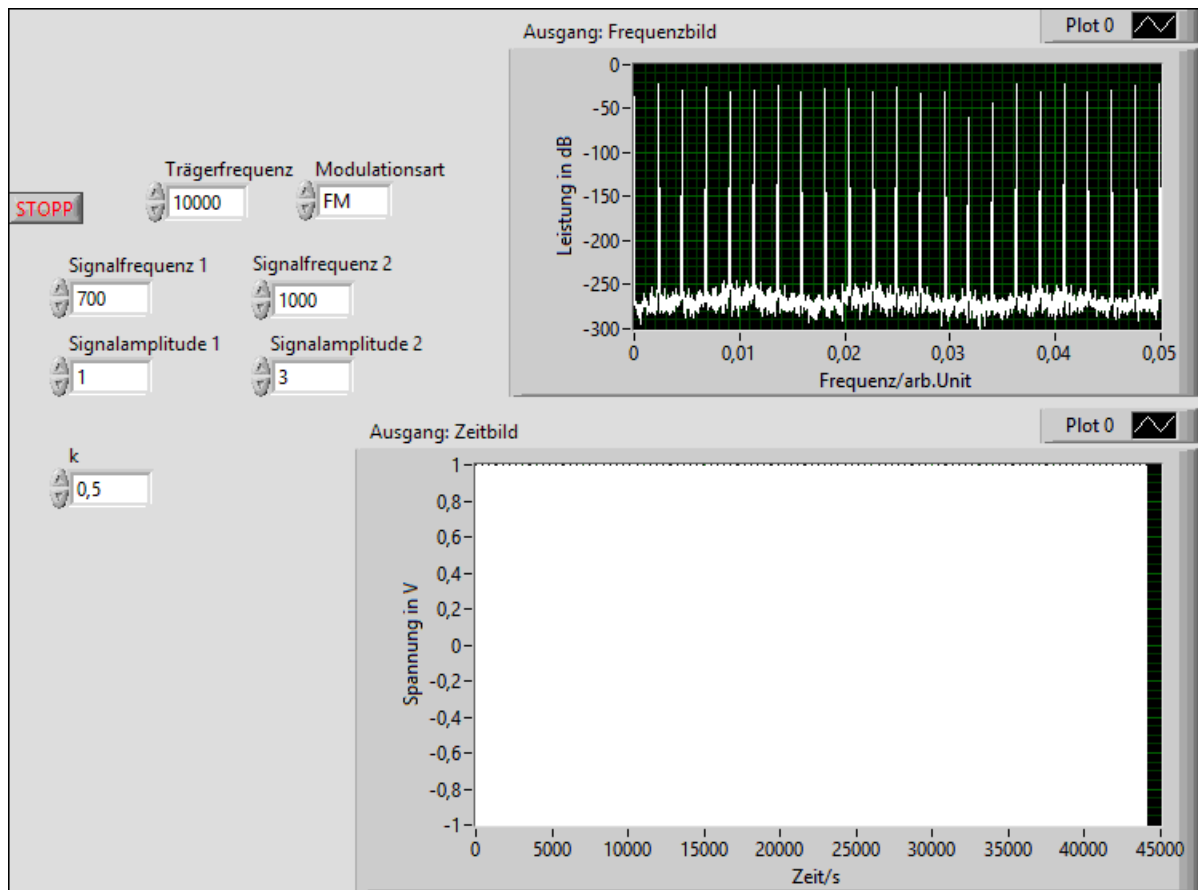 Ausgang: Frequenzbild
Plot 0
0
-50
-100
-150
-200
-250
-300
Leistung in dB
0 0,01 0,02 0,03 0,04 0,05
Frequenz/arb.Unit
Trägerfrequenz Modulationsart
10000 FM
STOPP
Signalfrequenz 1 Signalfrequenz 2
700 1000
Signalamplitude 1 Signalamplitude 2
1 3
k
0,5
Ausgang: Zeitbild
Plot 0
1
0,8
0,6
0,4
0,2
0
-0,2
-0,4
-0,6
-0,8
-1
Spannung in V
0 5000 10000 15000 20000 25000 30000 35000 40000 45000
Zeit/s